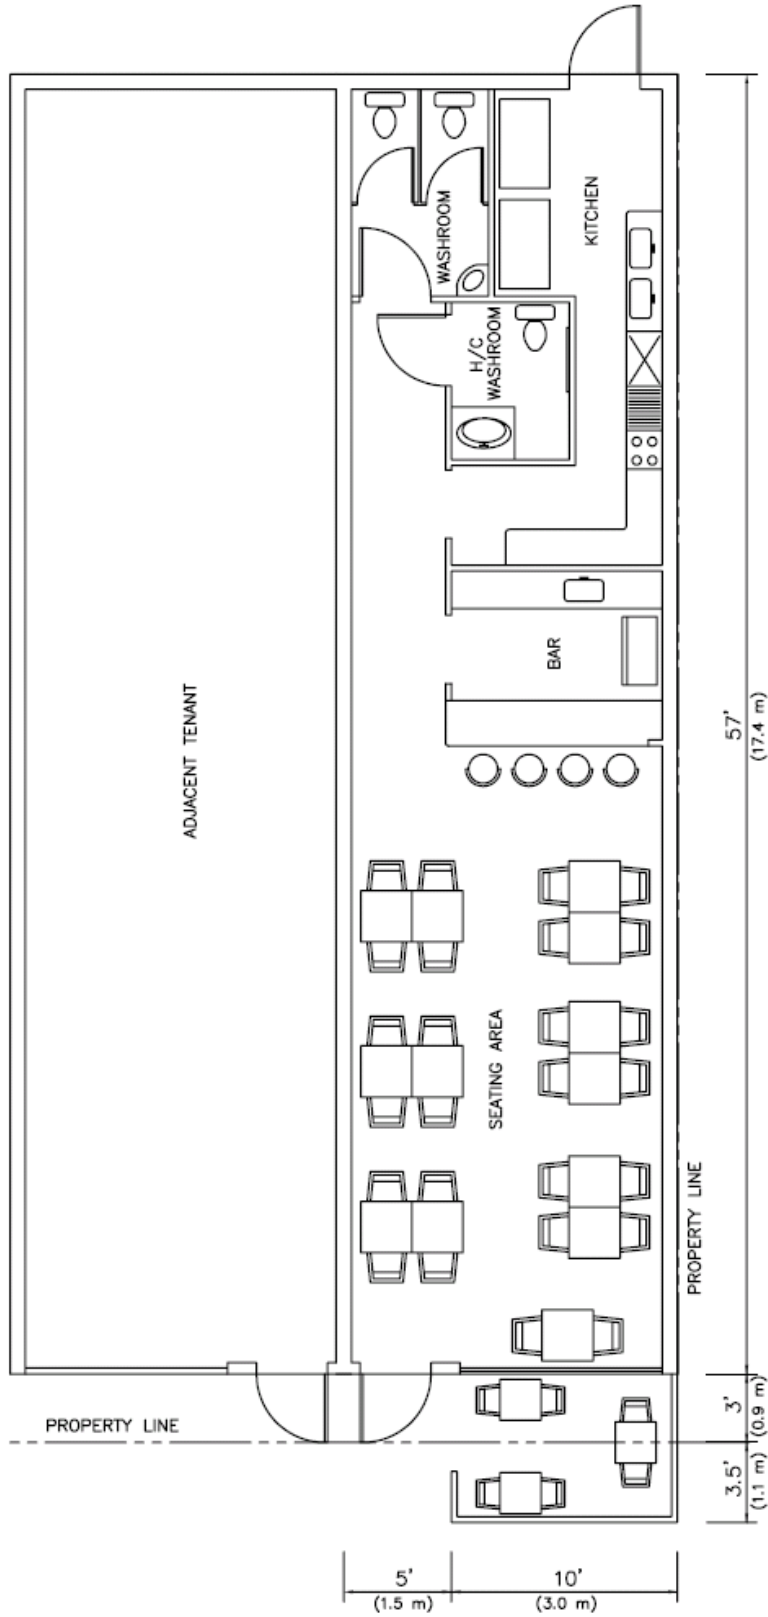 KITCHEN
WASHROOM
H/C
WASHROOM
BAR
ADJACENT TENANT
57'
(17.4 m)
SEATING AREA
PROPERTY LINE
PROPERTY LINE
3'
(0.9 m)
3.5'
(1.1 m)
5'
(1.5 m)
10'
(3.0 m)